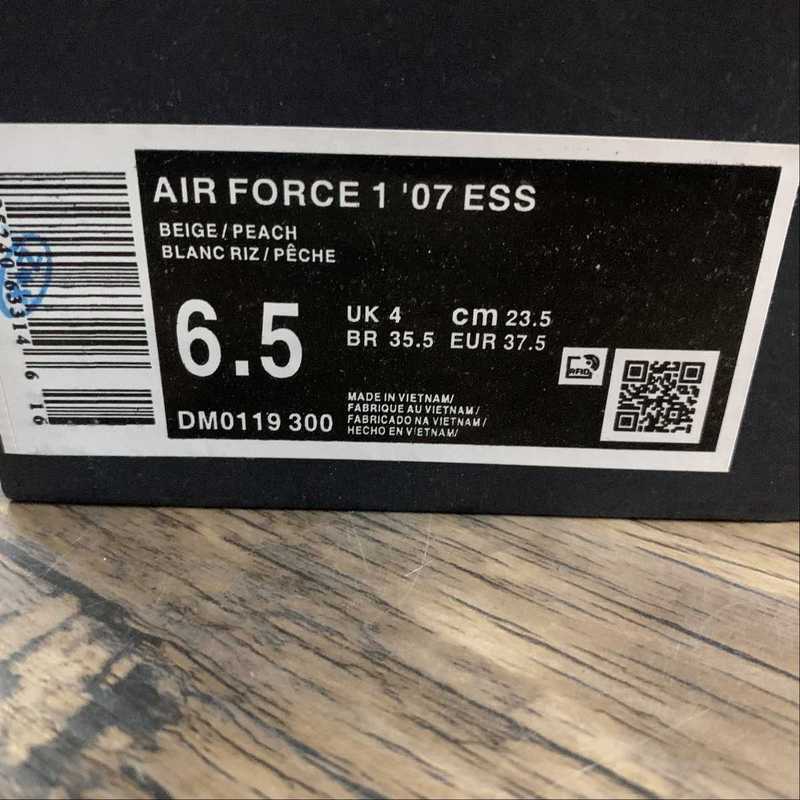 AIR FORCE 1 '07 ESS
BEIGE / PEACH
BLANC RIZ / PÊCHE
6.5
UK 4 cm 23.5
BR 35.5 EUR 37.5
RFID
DM0119 300
MADE IN VIETNAM/
FABRIQUE AU VIETNAM/
FABRICADO NA VIETNAM/
HECHO EN VIETNAM/